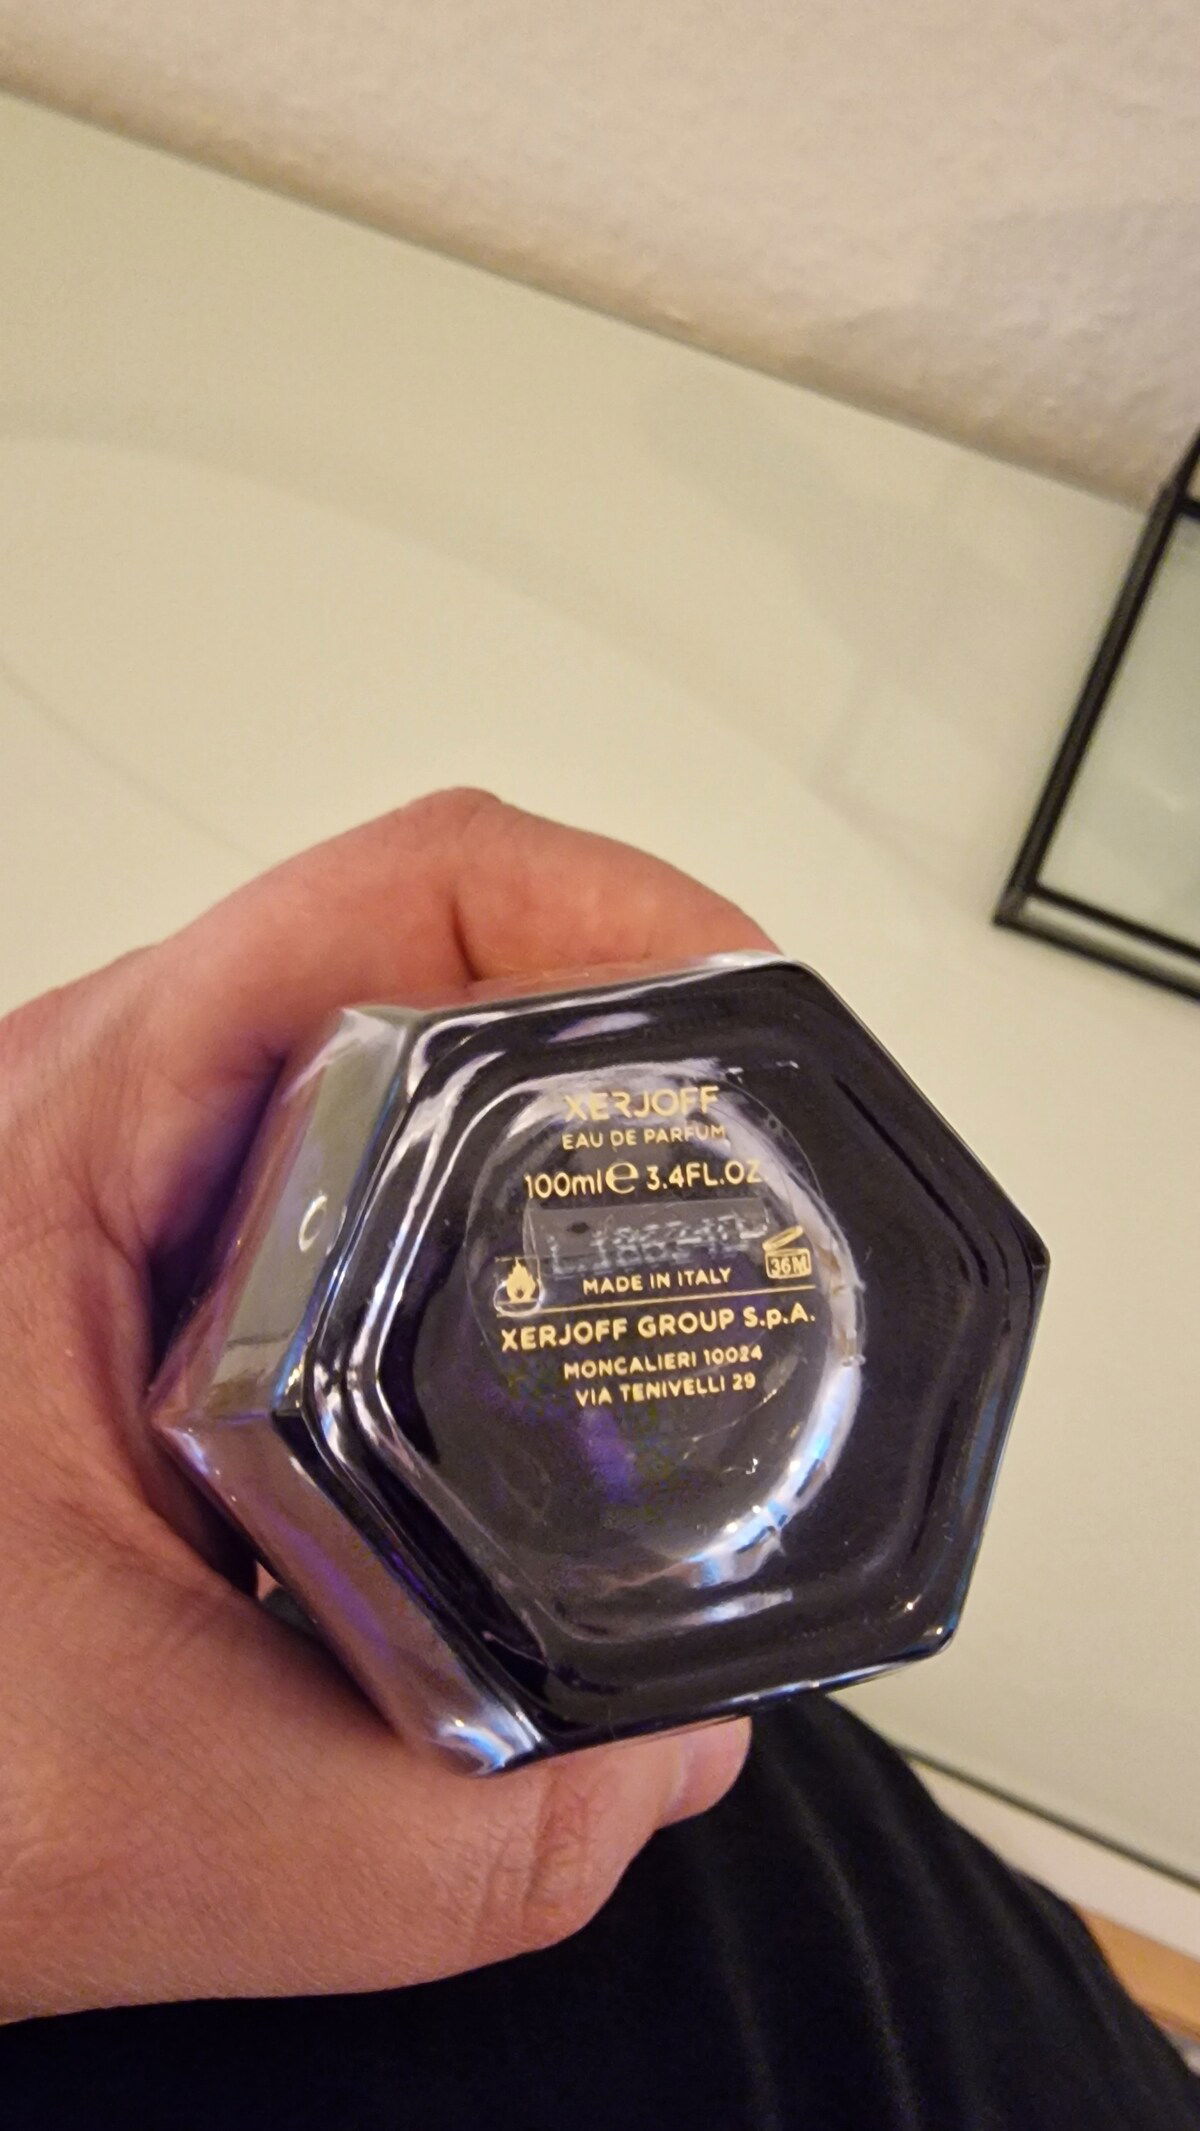 XERJOFF
EAU DE PARFUM
100ml℮ 3.4FL.OZ
36M
MADE IN ITALY
XERJOFF GROUP S.p.A.
MONCALIERI 10024
VIA TENIVELLI 29